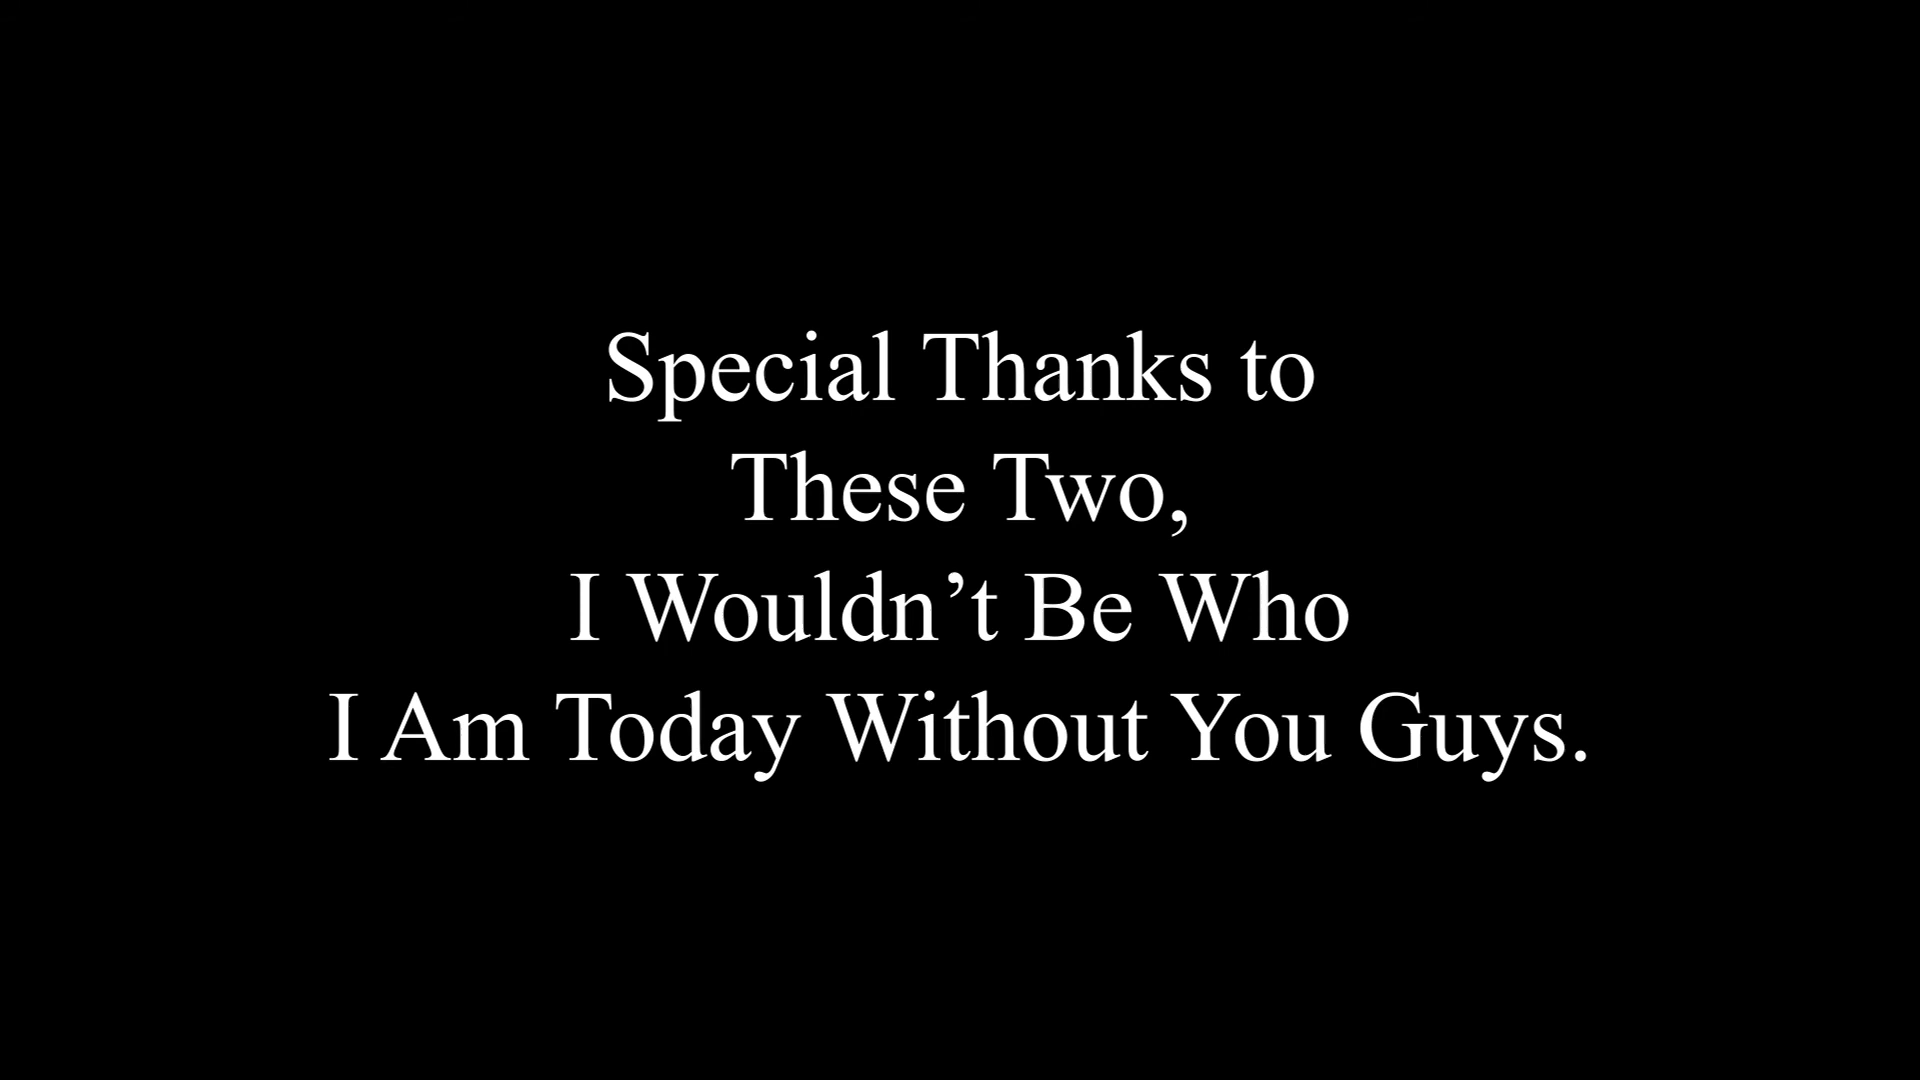 Special Thanks to
These Two,
I Wouldn’t Be Who
I Am Today Without You Guys.